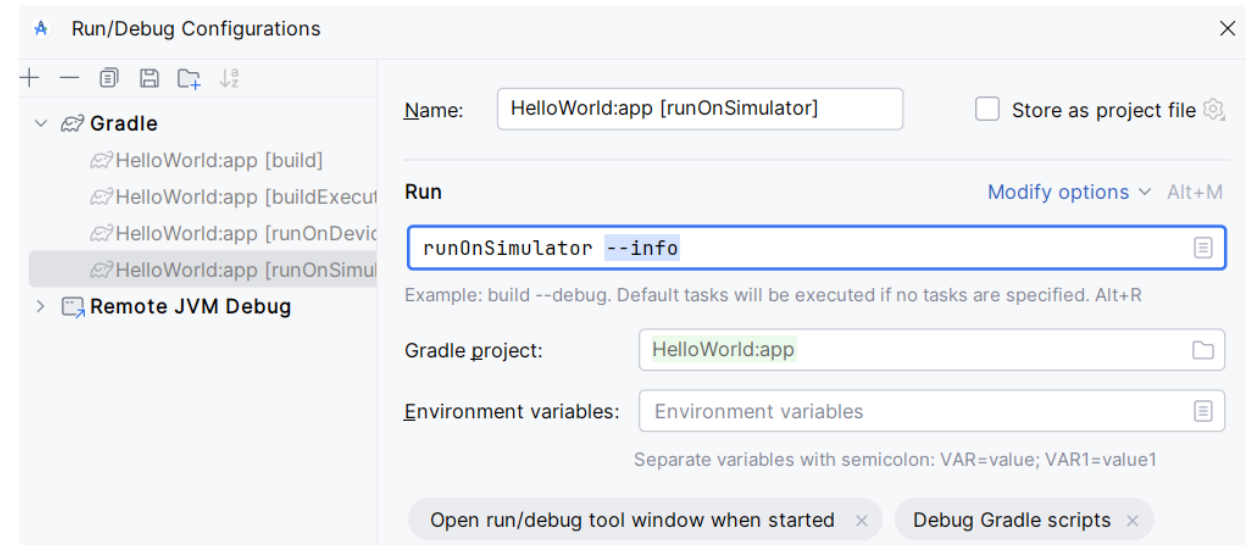 Run/Debug Configurations
Name: HelloWorld:app [runOnSimulator] Store as project file
Gradle
HelloWorld:app [build]
HelloWorld:app [buildExecut
HelloWorld:app [runOnDevic
HelloWorld:app [runOnSimul
Remote JVM Debug
Run Modify options Alt+M
runOnSimulator --info
Example: build --debug. Default tasks will be executed if no tasks are specified. Alt+R
Gradle project: HelloWorld:app
Environment variables: Environment variables
Separate variables with semicolon: VAR=value; VAR1=value1
Open run/debug tool window when started × Debug Gradle scripts ×